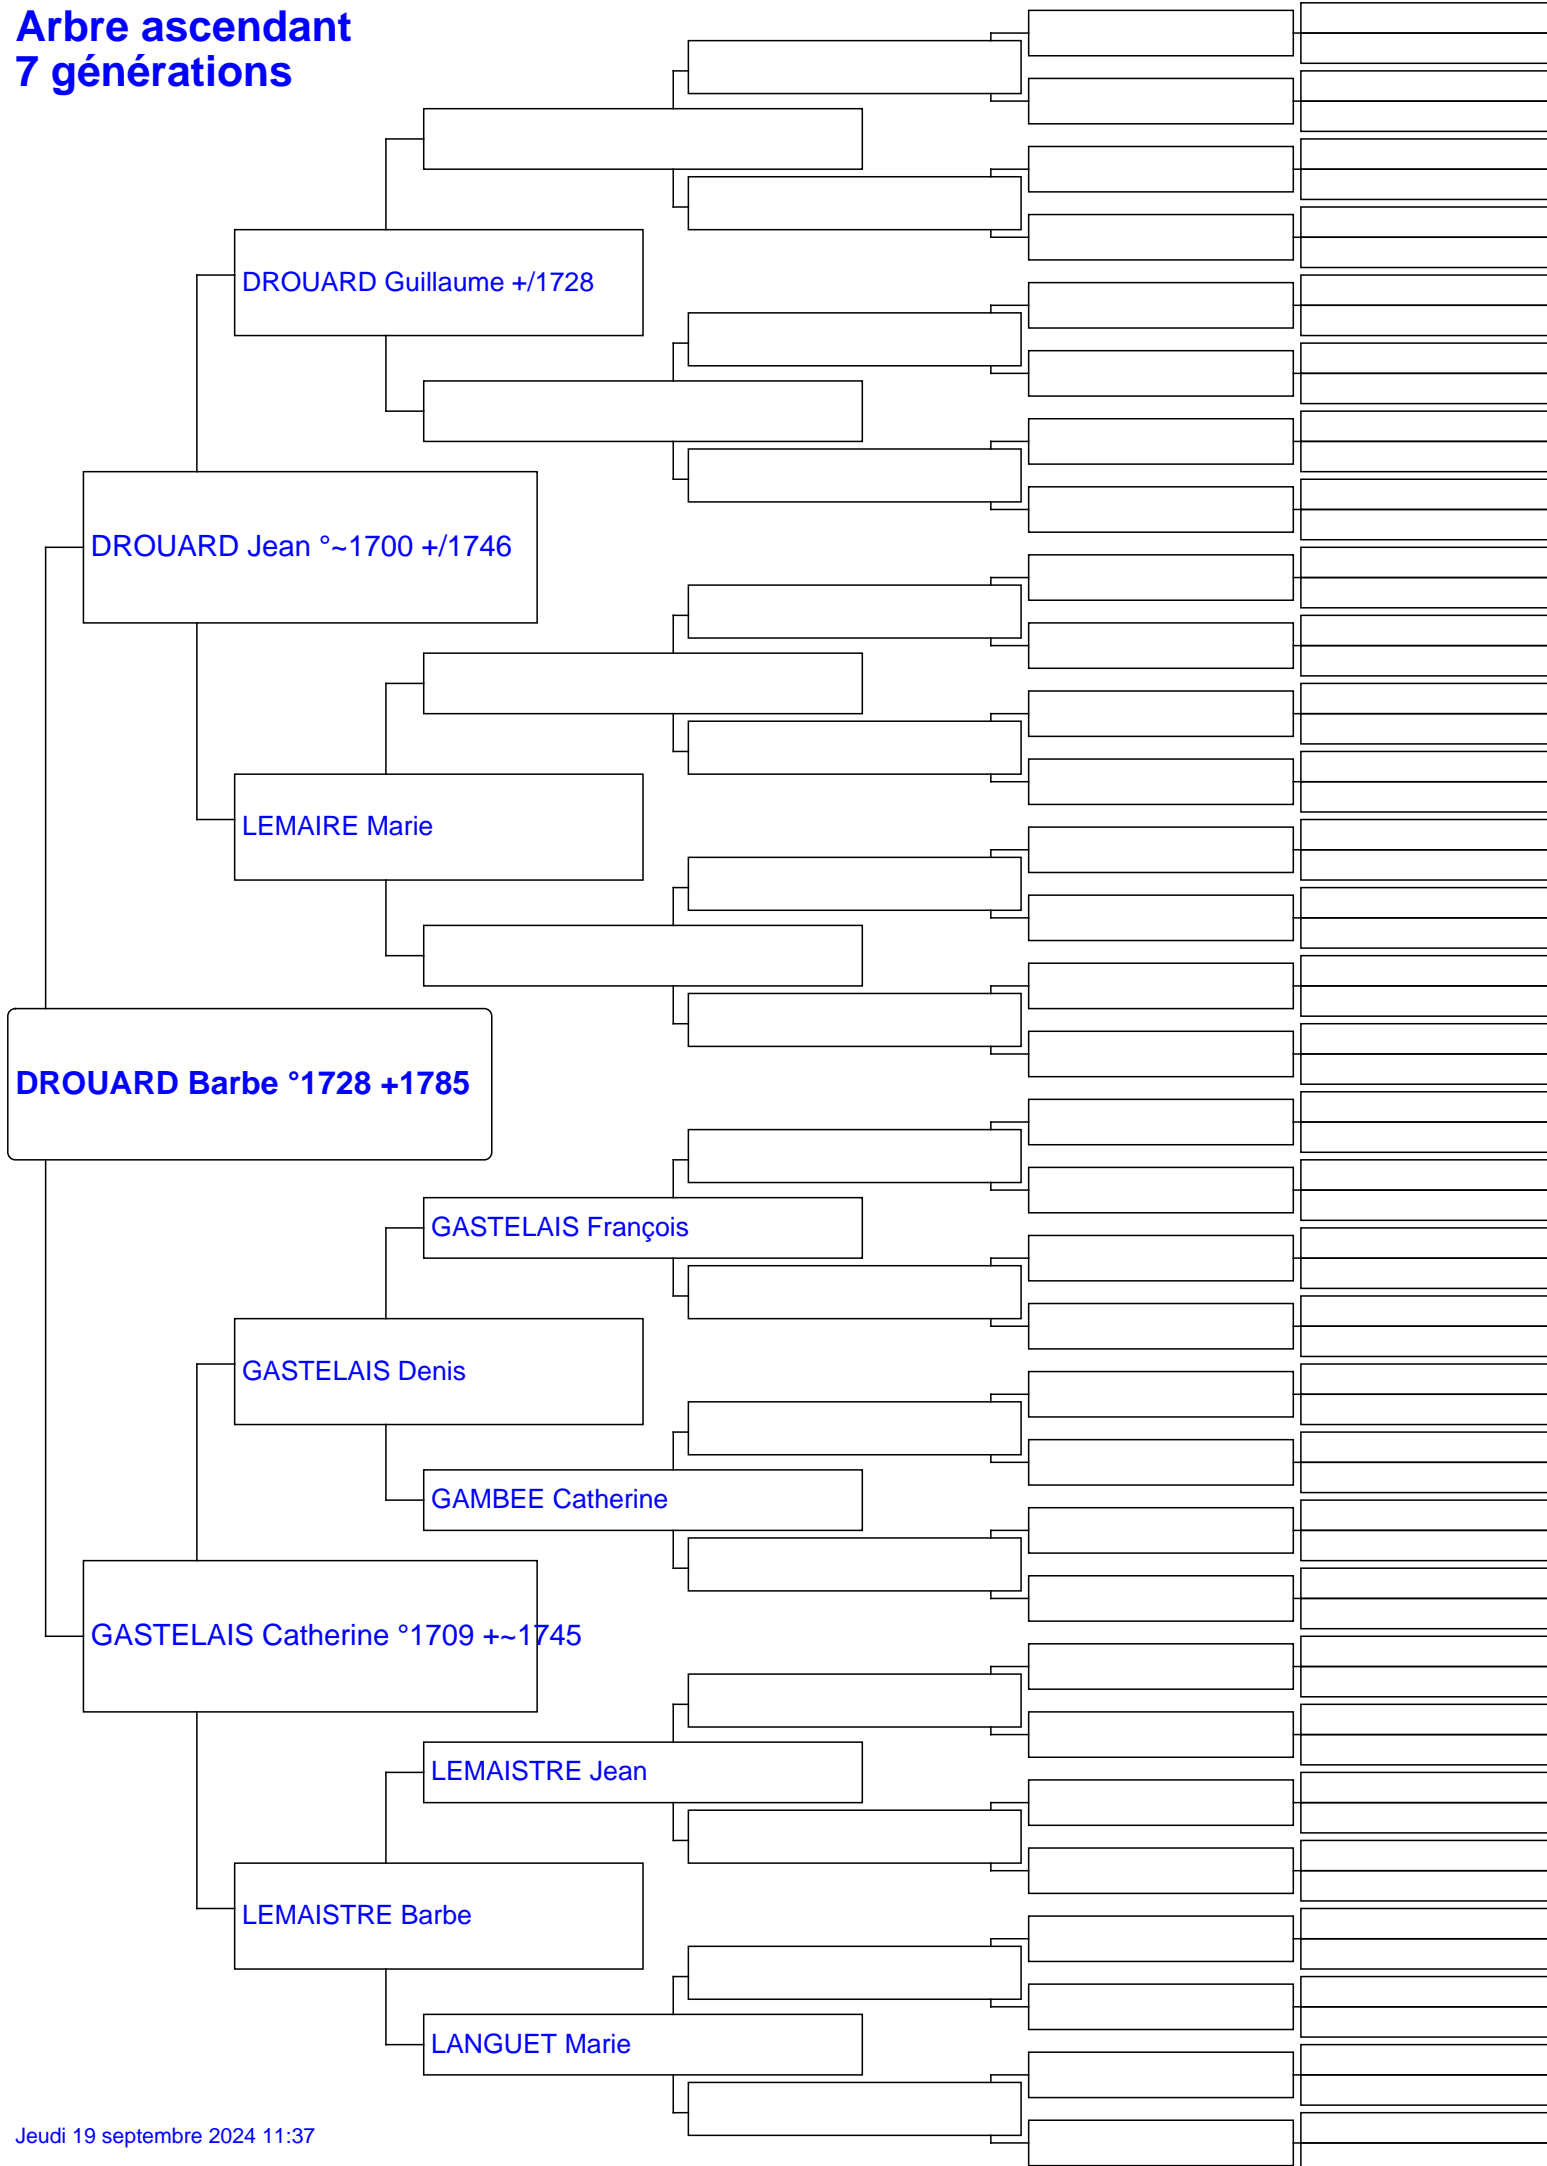 Arbre ascendant
7 générations
DROUARD Guillaume +/1728
DROUARD Jean °~1700 +/1746
LEMAIRE Marie
DROUARD Barbe °1728 +1785
GASTELAIS François
GASTELAIS Denis
GAMBEE Catherine
GASTELAIS Catherine °1709 +~1745
LEMAISTRE Jean
LEMAISTRE Barbe
LANGUET Marie
Jeudi 19 septembre 2024 11:37